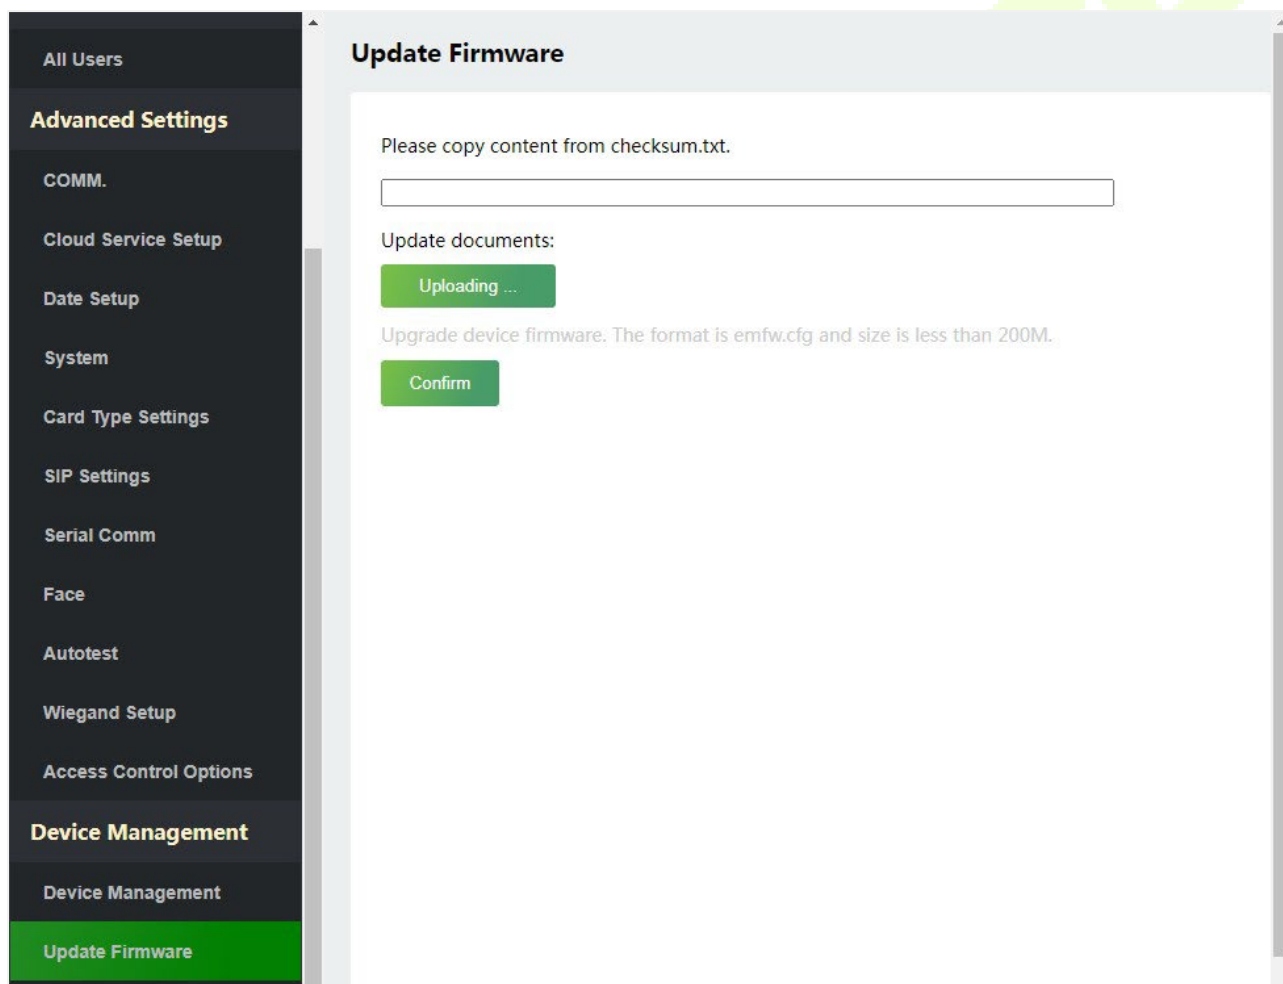 All Users
Advanced Settings
COMM.
Cloud Service Setup
Date Setup
System
Card Type Settings
SIP Settings
Serial Comm
Face
Autotest
Wiegand Setup
Access Control Options
Device Management
Device Management
Update Firmware
Update Firmware
Please copy content from checksum.txt.
Update documents:
Uploading ...
Upgrade device firmware. The format is emfw.cfg and size is less than 200M.
Confirm